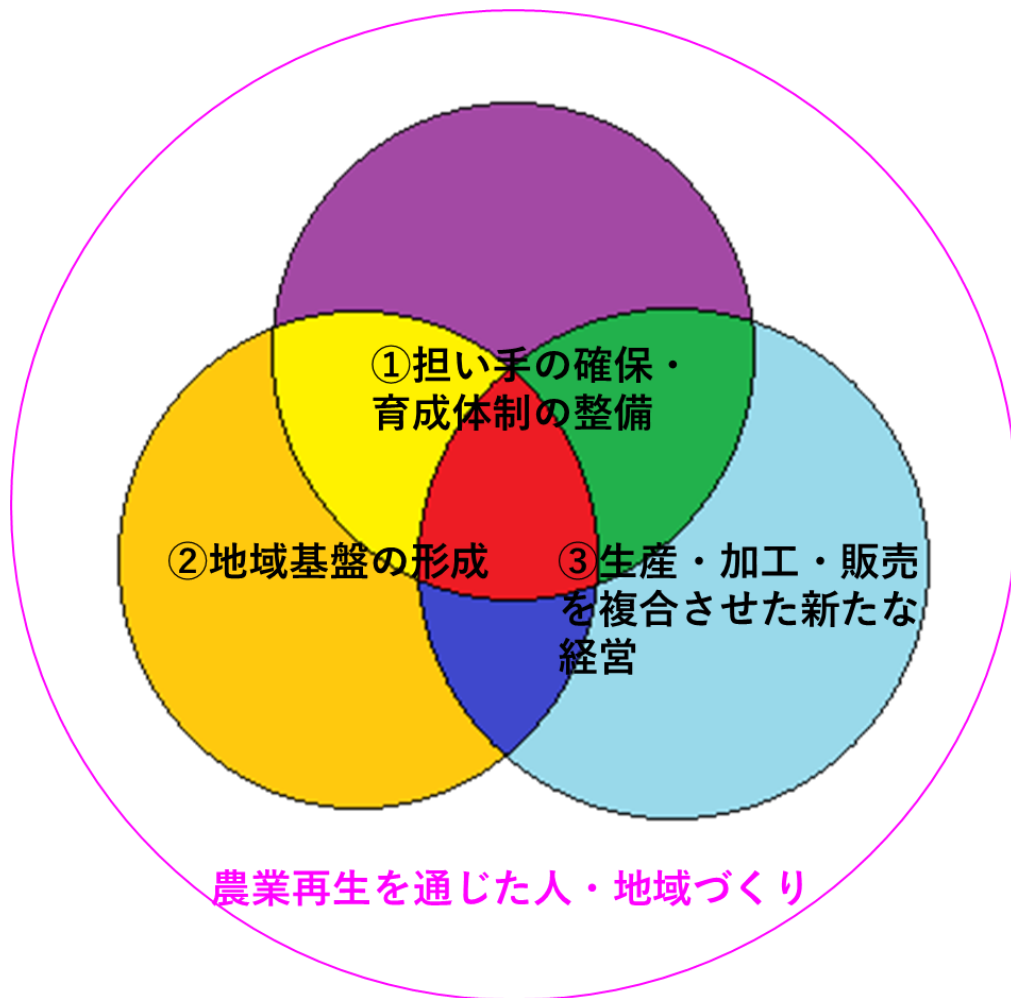 ①担い手の確保・
育成体制の整備
②地域基盤の形成
③生産・加工・販売
を複合させた新たな
経営
農業再生を通じた人・地域づくり